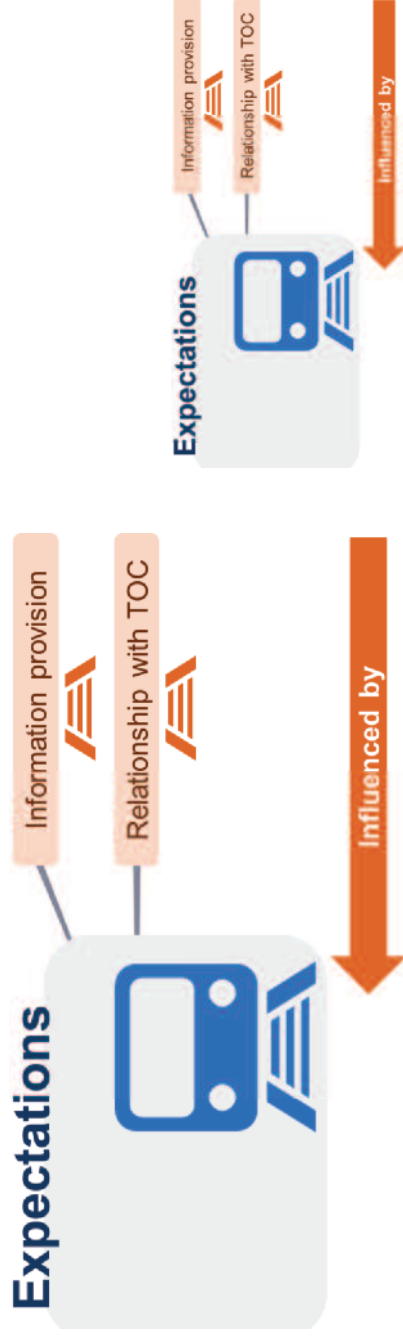 Expectations
Information provision
Relationship with TOC
Influenced by
Expectations
Information provision
Relationship with TOC
Influenced by